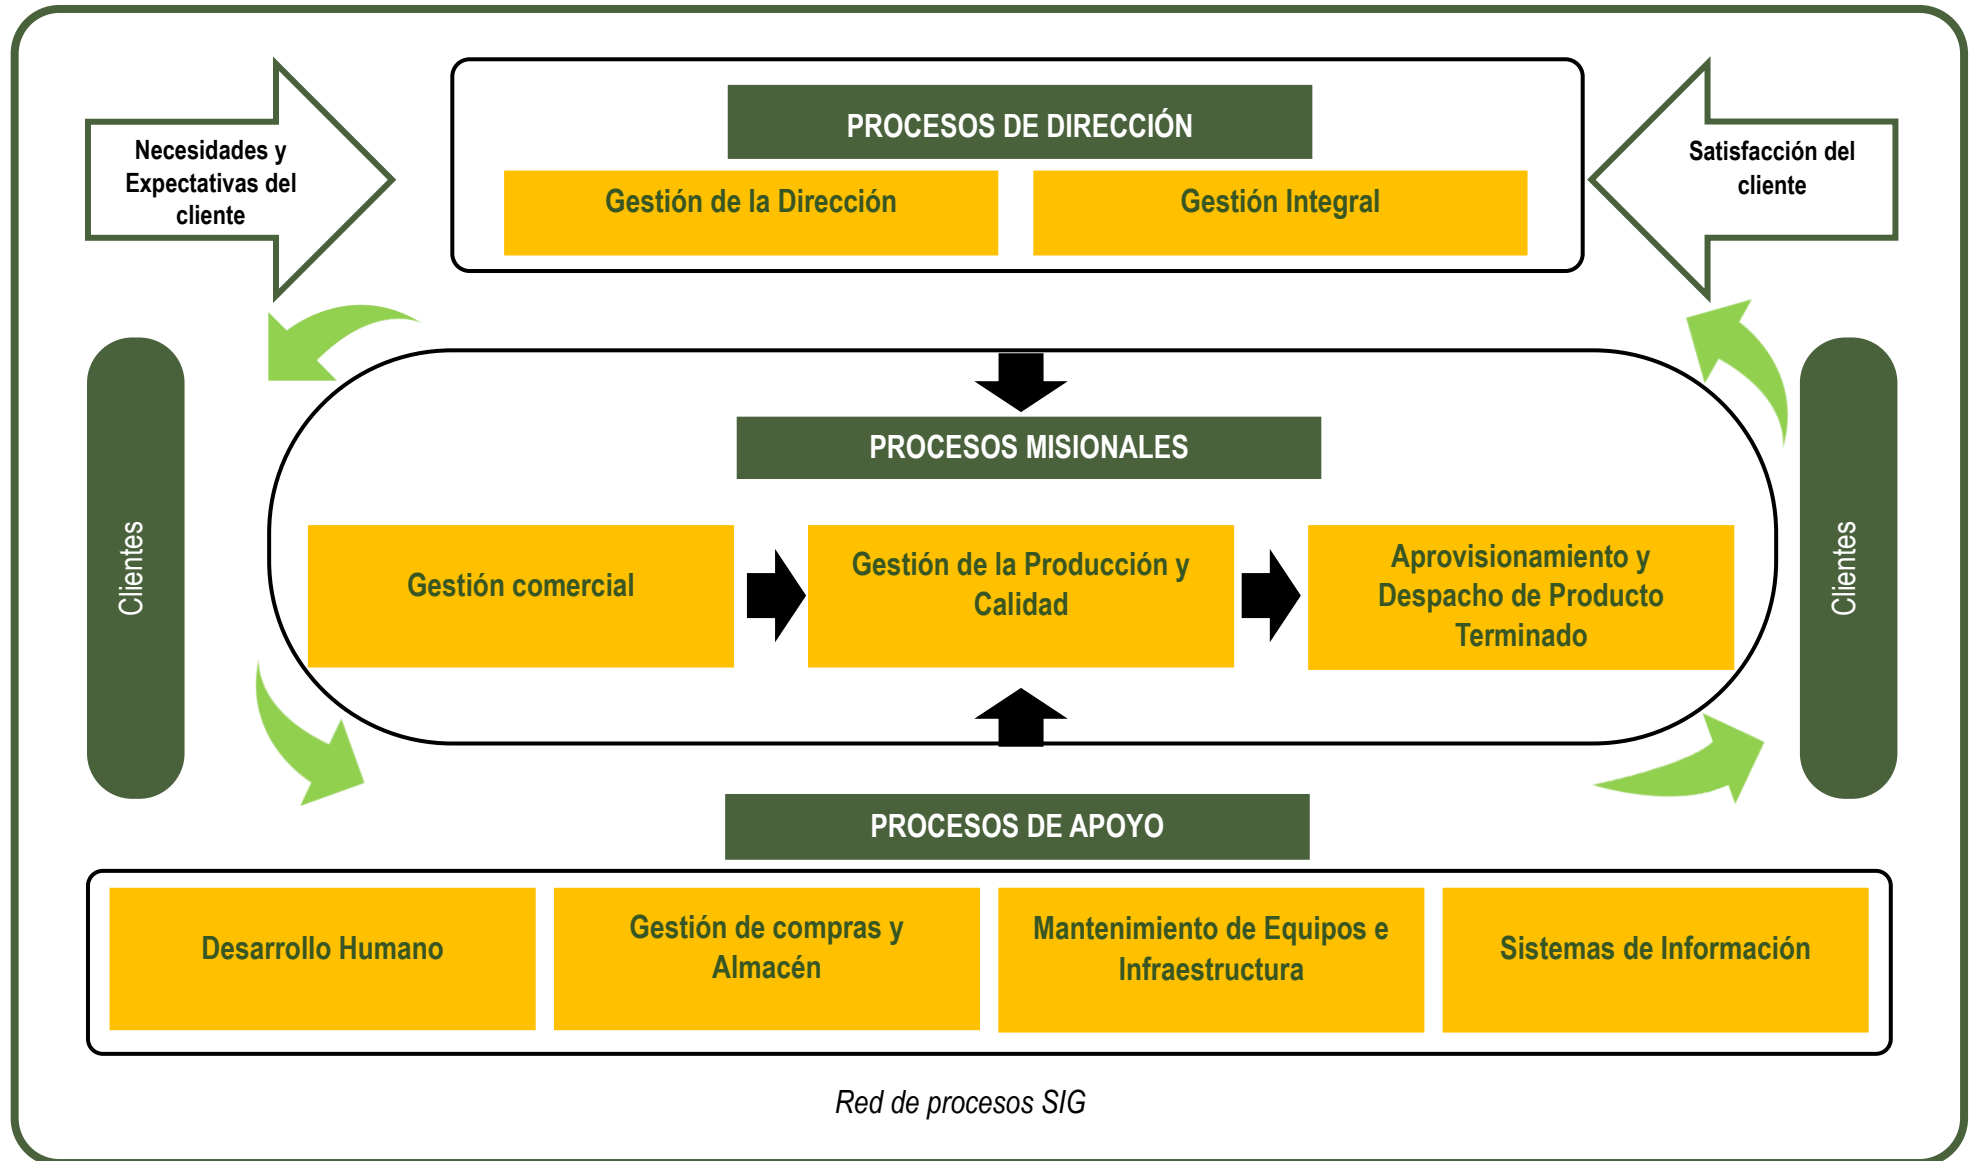 PROCESOS DE DIRECCIÓN
Necesidades y
Expectativas del
cliente
Gestión de la Dirección
Gestión Integral
Satisfacción del
cliente
PROCESOS MISIONALES
Clientes
Gestión comercial
Gestión de la Producción y
Calidad
Aprovisionamiento y
Despacho de Producto
Terminado
Clientes
PROCESOS DE APOYO
Desarrollo Humano
Gestión de compras y
Almacén
Mantenimiento de Equipos e
Infraestructura
Sistemas de Información
Red de procesos SIG